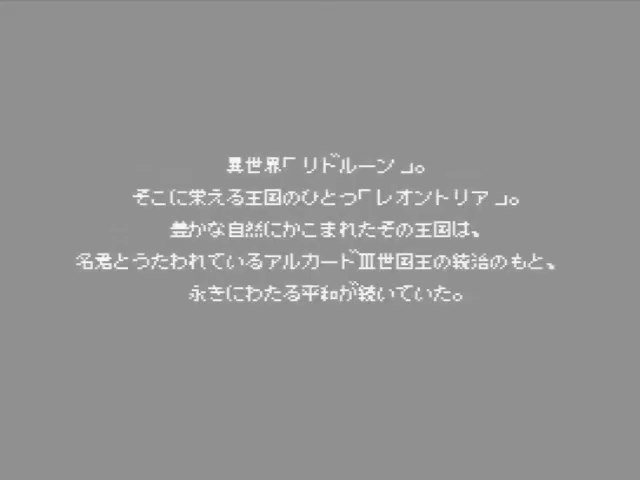 異世界「リドルーン」。
そこに栄える王国のひとつ「レオントリア」。
豊かな自然にかこまれたその王国は、
名君とうたわれているアルカードⅢ世国王の統治のもと、
永きにわたる平和が続いていた。